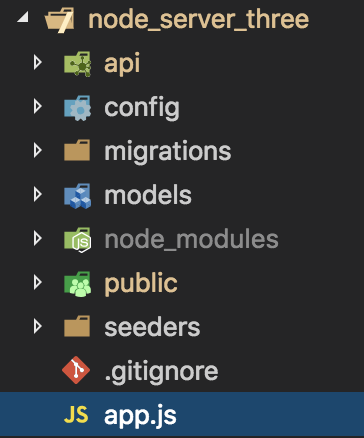 node_server_three
api
config
migrations
models
node_modules
public
seeders
.gitignore
JS app.js